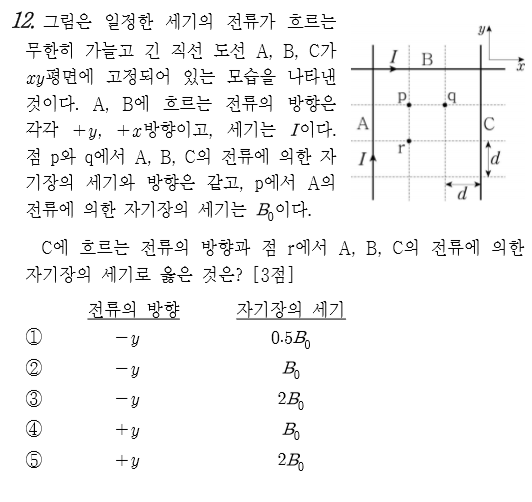 12. 그림은 일정한 세기의 전류가 흐르는
무한히 가늘고 긴 직선 도선 A, B, C가
xy평면에 고정되어 있는 모습을 나타낸
것이다. A, B에 흐르는 전류의 방향은
각각 +y, +x방향이고, 세기는 I이다.
점 p와 q에서 A, B, C의 전류에 의한 자
기장의 세기와 방향은 같고, p에서 A의
전류에 의한 자기장의 세기는 B₀이다.
y
I B
x
p q
A C
r
I d
d
C에 흐르는 전류의 방향과 점 r에서 A, B, C의 전류에 의한
자기장의 세기로 옳은 것은? [3점]
전류의 방향 자기장의 세기
① −y 0.5B₀
② −y B₀
③ −y 2B₀
④ +y B₀
⑤ +y 2B₀